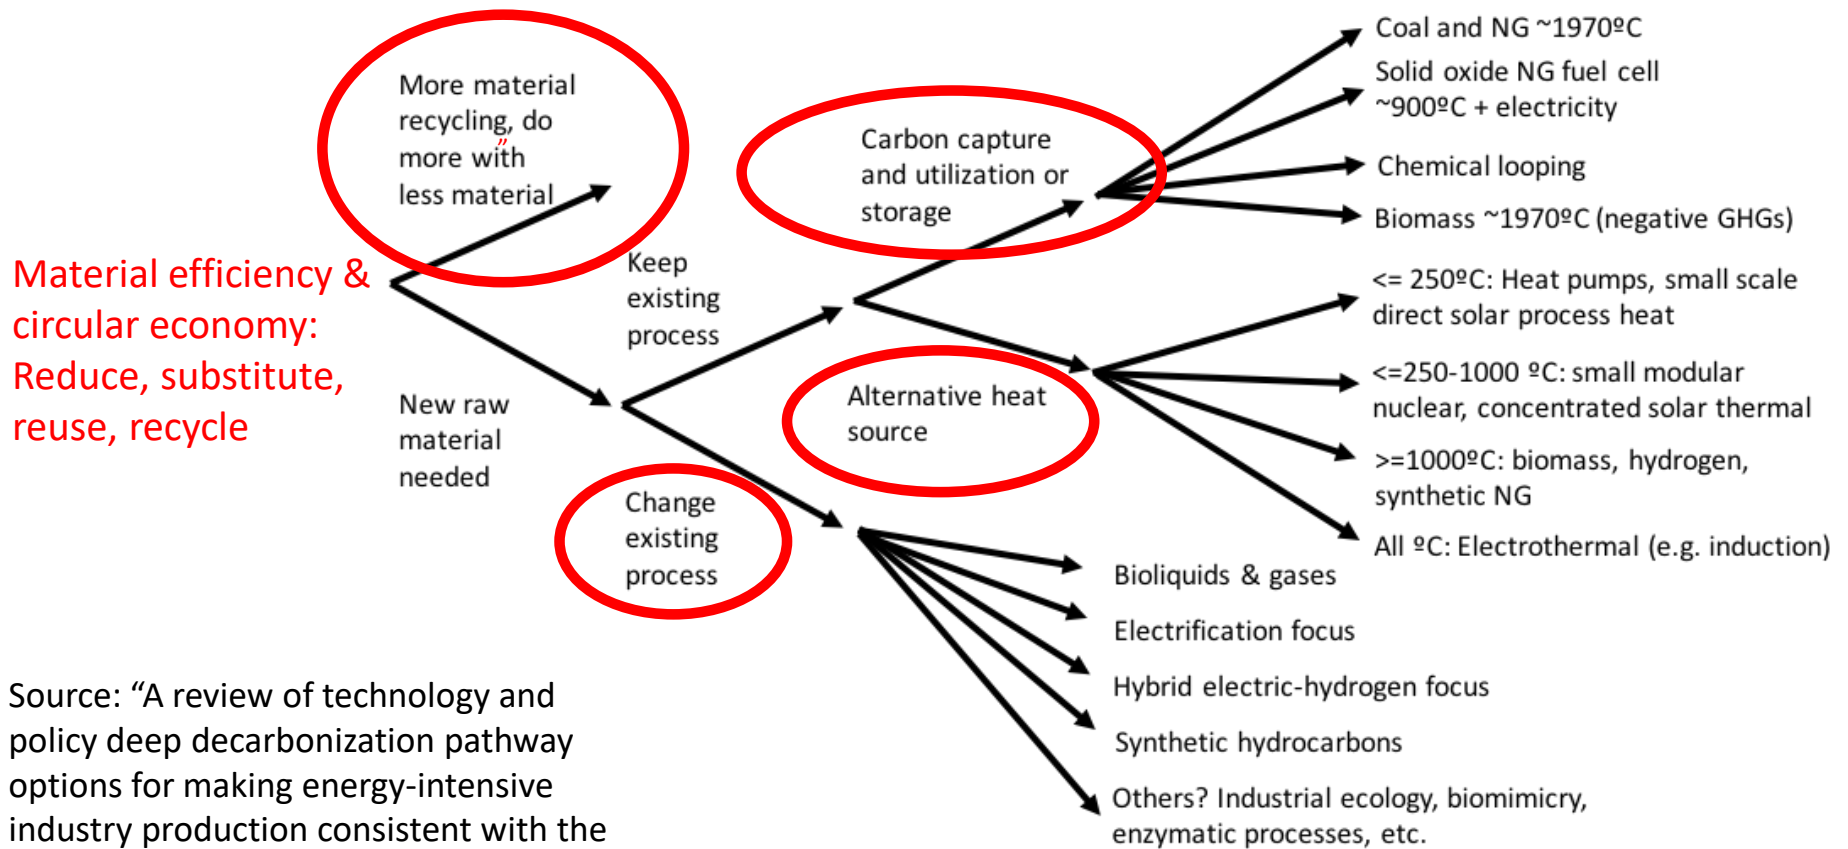 More material
recycling, do
more with
less material
”
Material efficiency &
circular economy:
Reduce, substitute,
reuse, recycle
New raw
material
needed
Keep
existing
process
Change
existing
process
Carbon capture
and utilization or
storage
Alternative heat
source
Coal and NG ~1970ºC
Solid oxide NG fuel cell
~900ºC + electricity
Chemical looping
Biomass ~1970ºC (negative GHGs)
<= 250ºC: Heat pumps, small scale
direct solar process heat
<=250-1000 ºC: small modular
nuclear, concentrated solar thermal
>=1000ºC: biomass, hydrogen,
synthetic NG
All ºC: Electrothermal (e.g. induction)
Bioliquids & gases
Electrification focus
Hybrid electric-hydrogen focus
Synthetic hydrocarbons
Others? Industrial ecology, biomimicry,
enzymatic processes, etc.
Source: “A review of technology and
policy deep decarbonization pathway
options for making energy-intensive
industry production consistent with the